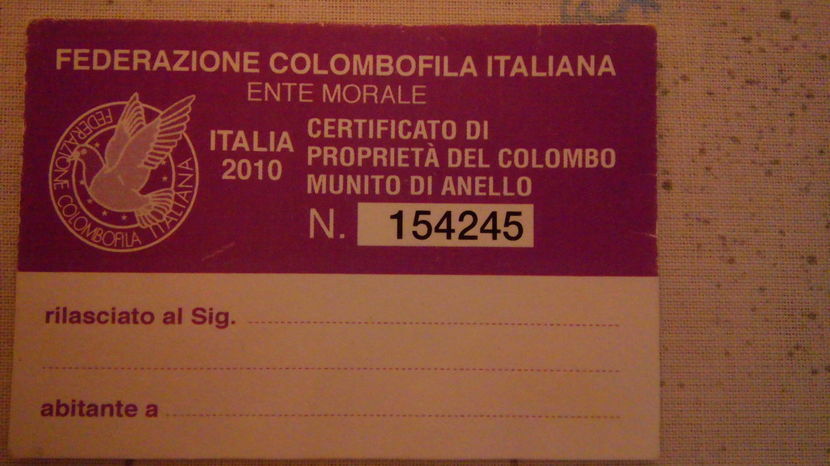 FEDERAZIONE COLOMBOFILA ITALIANA
ENTE MORALE
FEDERAZIONE COLOMBOFILA ITALIANA
ITALIA
2010
CERTIFICATO DI
PROPRIETÀ DEL COLOMBO
MUNITO DI ANELLO
N. 154245
rilasciato al Sig.
abitante a